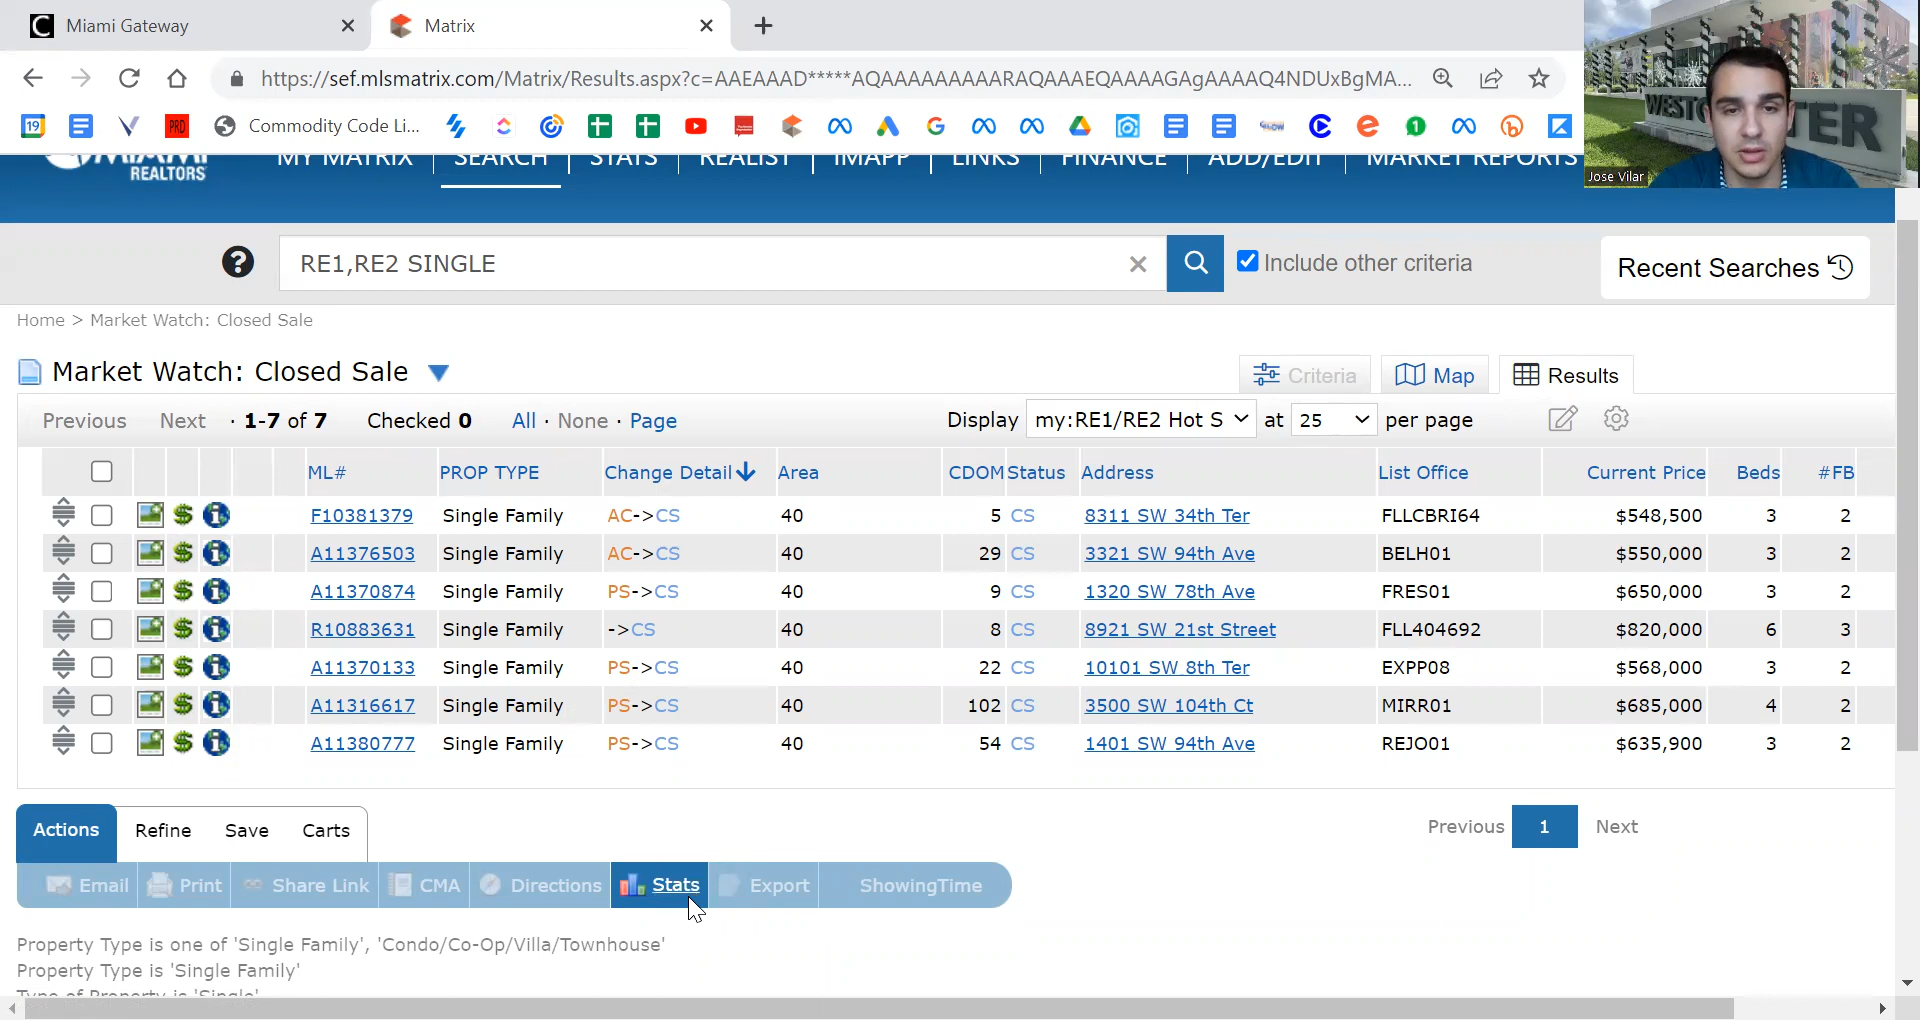 Miami Gateway
Matrix
https://sef.mlsmatrix.com/Matrix/Results.aspx?c=AAEAAAD*****AQAAAAAAAAARAQAAAEQAAAAGAgAAAAQ4NDUxBgMA...
19
PRD
Commodity Code Li...
WESTC TER
Jose Vilar
MIAMI
REALTORS
MY MATRIX
SEARCH
STATS
REALIST
IMAPP
LINKS
FINANCE
ADD/EDIT
MARKET REPORTS
RE1,RE2 SINGLE
Include other criteria
Recent Searches
Home > Market Watch: Closed Sale
Market Watch: Closed Sale
Criteria
Map
Results
Previous Next · 1-7 of 7 Checked 0 All · None · Page
Display my:RE1/RE2 Hot S at 25 per page
ML# PROP TYPE Change Detail Area CDOM Status Address List Office Current Price Beds #FB
F10381379 Single Family AC->CS 40 5 CS 8311 SW 34th Ter FLLCBRI64 $548,500 3 2
A11376503 Single Family AC->CS 40 29 CS 3321 SW 94th Ave BELH01 $550,000 3 2
A11370874 Single Family PS->CS 40 9 CS 1320 SW 78th Ave FRES01 $650,000 3 2
R10883631 Single Family ->CS 40 8 CS 8921 SW 21st Street FLL404692 $820,000 6 3
A11370133 Single Family PS->CS 40 22 CS 10101 SW 8th Ter EXPP08 $568,000 3 2
A11316617 Single Family PS->CS 40 102 CS 3500 SW 104th Ct MIRR01 $685,000 4 2
A11380777 Single Family PS->CS 40 54 CS 1401 SW 94th Ave REJO01 $635,900 3 2
Actions Refine Save Carts
Previous 1 Next
Email Print Share Link CMA Directions Stats Export ShowingTime
Property Type is one of 'Single Family', 'Condo/Co-Op/Villa/Townhouse'
Property Type is 'Single Family'
Type of Property is 'Single'